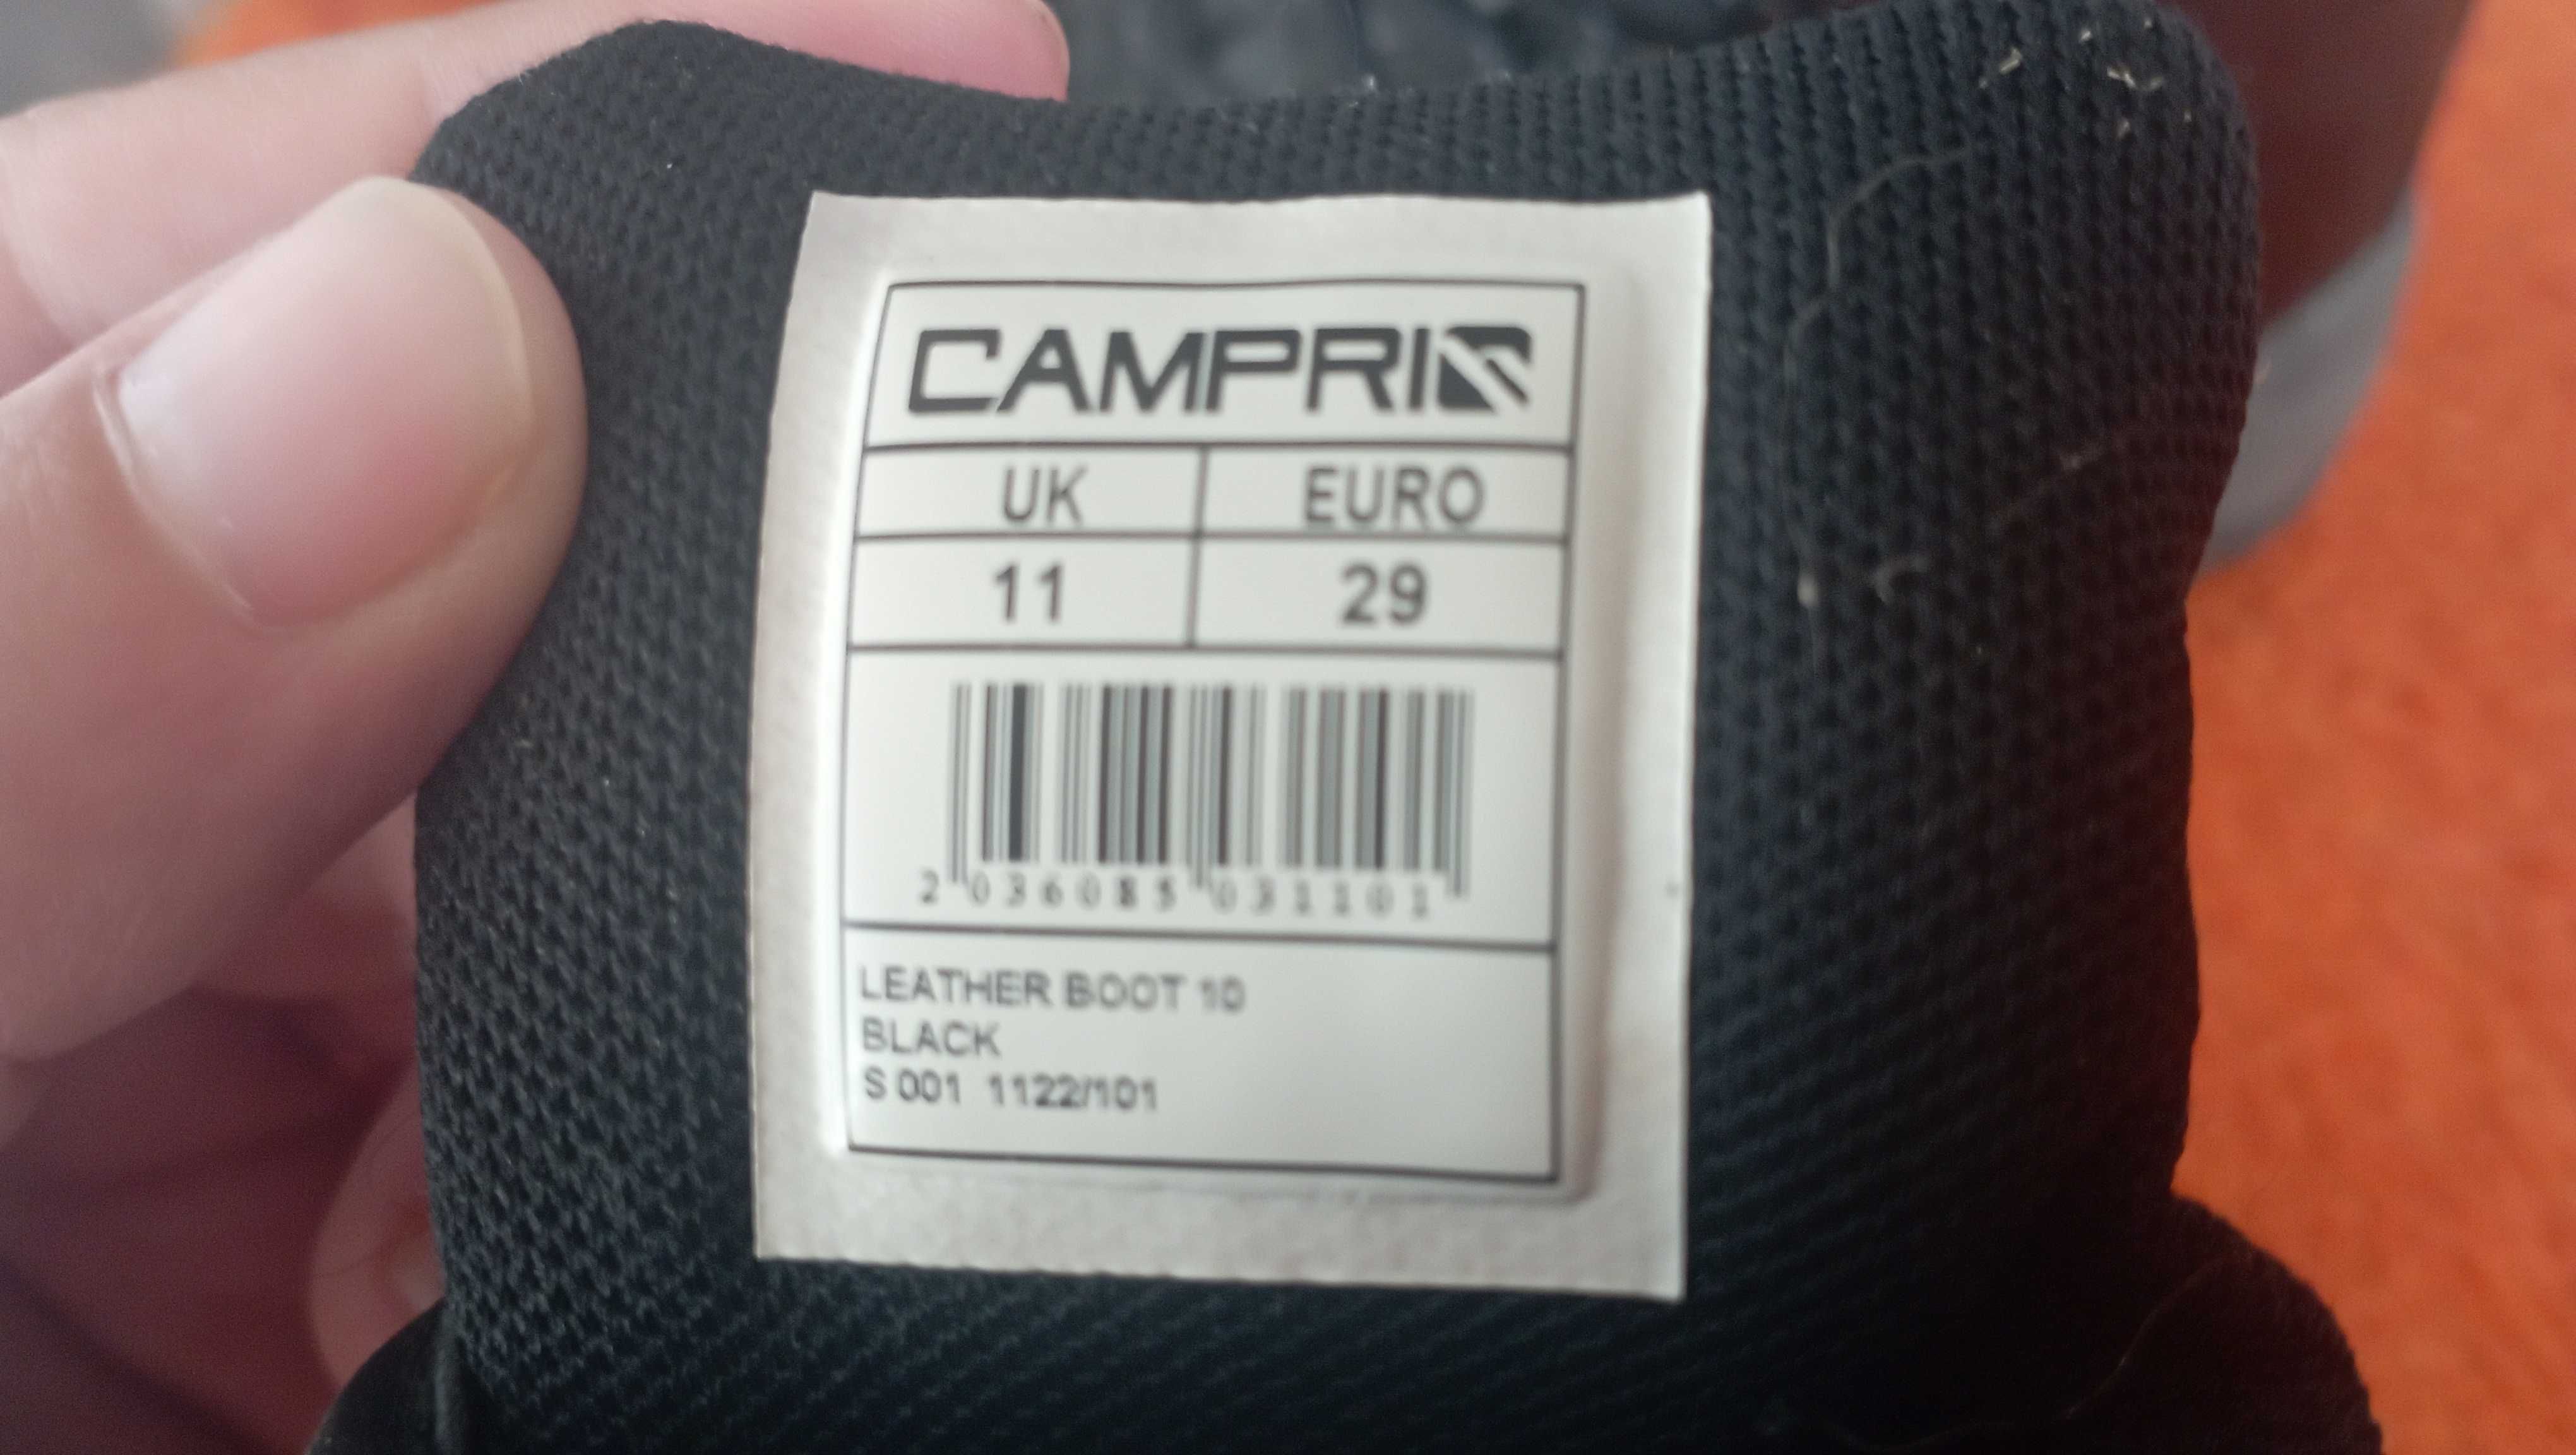 CAMPRI
UK EURO
11 29
2 036085 031101
LEATHER BOOT 10
BLACK
S 001 1122/101